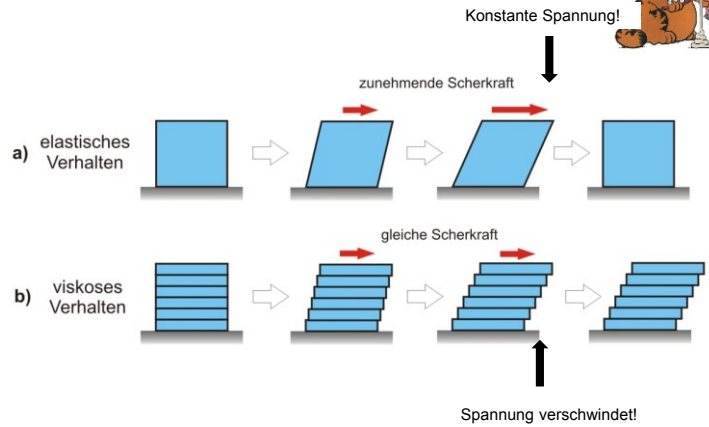 Konstante Spannung!
zunehmende Scherkraft
a) elastisches
Verhalten
gleiche Scherkraft
b) viskoses
Verhalten
Spannung verschwindet!